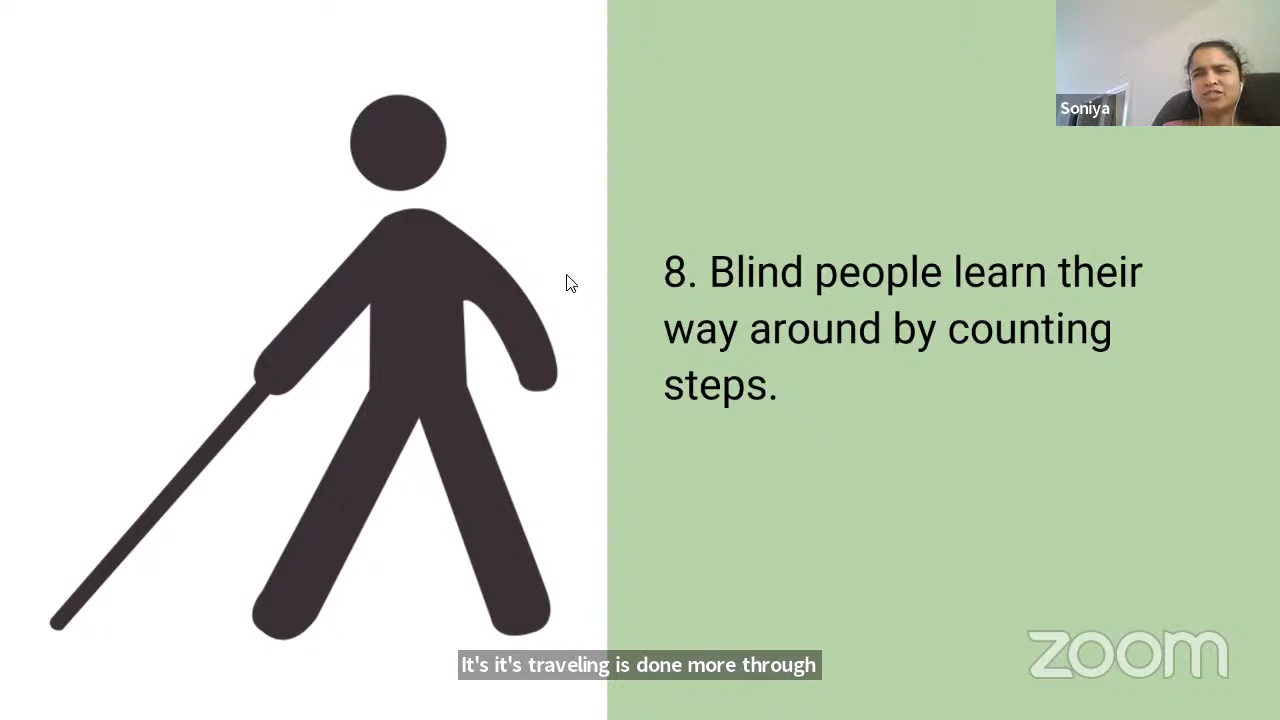 Soniya
8. Blind people learn their
way around by counting
steps.
It's it's traveling is done more through
zoom